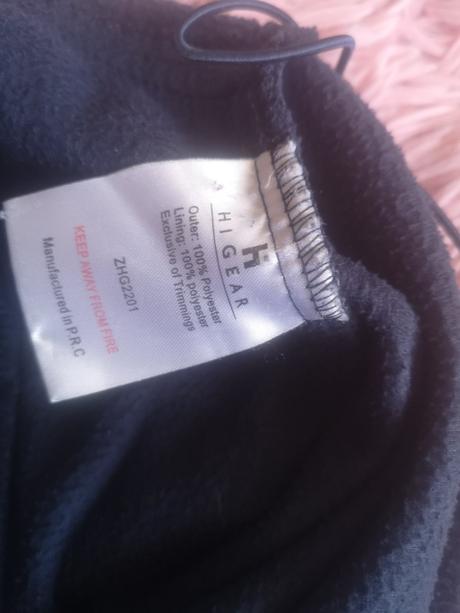 HI GEAR
Outer: 100% Polyester
Lining: 100% polyester
Exclusive of Trimmings
ZHG2201
KEEP AWAY FROM FIRE
Manufactured in P.R.C